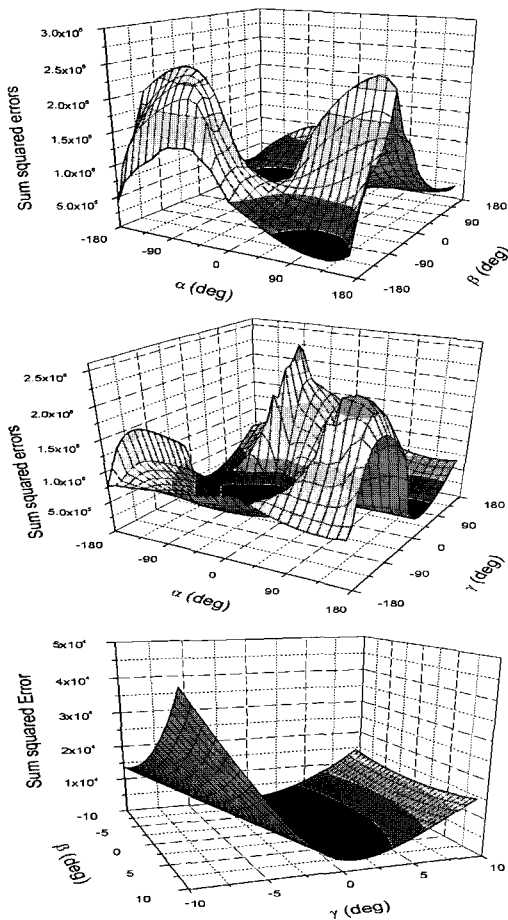 Sum squared errors
3.0x10⁶
2.5x10⁶
2.0x10⁶
1.5x10⁶
1.0x10⁶
5.0x10⁵
-180
-90
0
90
180
α (deg)
-180
-90
0
90
180
β (deg)
Sum squared errors
2.5x10⁶
2.0x10⁶
1.5x10⁶
1.0x10⁶
5.0x10⁵
-180
-90
0
90
180
α (deg)
-180
-90
0
90
180
γ (deg)
Sum squared Error
5x10⁴
4x10⁴
3x10⁴
2x10⁴
1x10⁴
-10
-5
0
5
10
β (deg)
-10
-5
0
5
10
γ (deg)